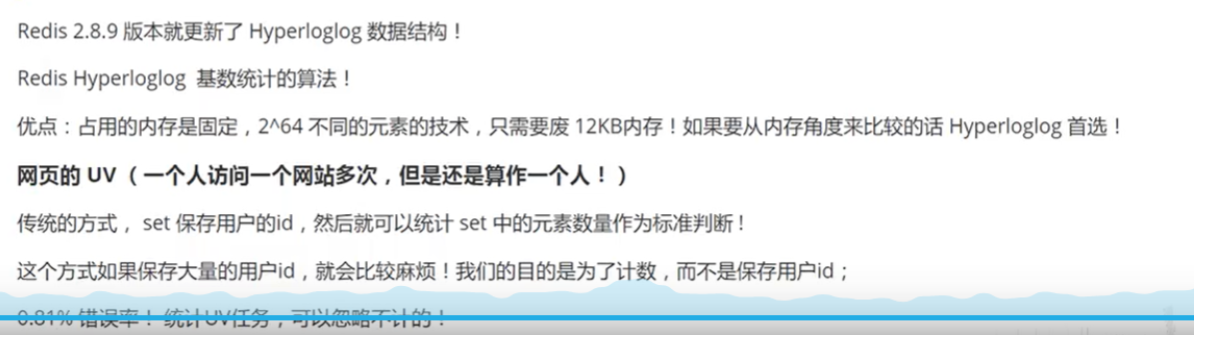 Redis 2.8.9 版本就更新了 Hyperloglog 数据结构！
Redis Hyperloglog 基数统计的算法！
优点：占用的内存是固定，2^64 不同的元素的技术，只需要废 12KB内存！如果要从内存角度来比较的话 Hyperloglog 首选！
网页的 UV （一个人访问一个网站多次，但是还是算作一个人！）
传统的方式， set 保存用户的id，然后就可以统计 set 中的元素数量作为标准判断！
这个方式如果保存大量的用户id，就会比较麻烦！我们的目的是为了计数，而不是保存用户id；
0.81% 错误率！ 统计UV任务，可以忽略不计的！